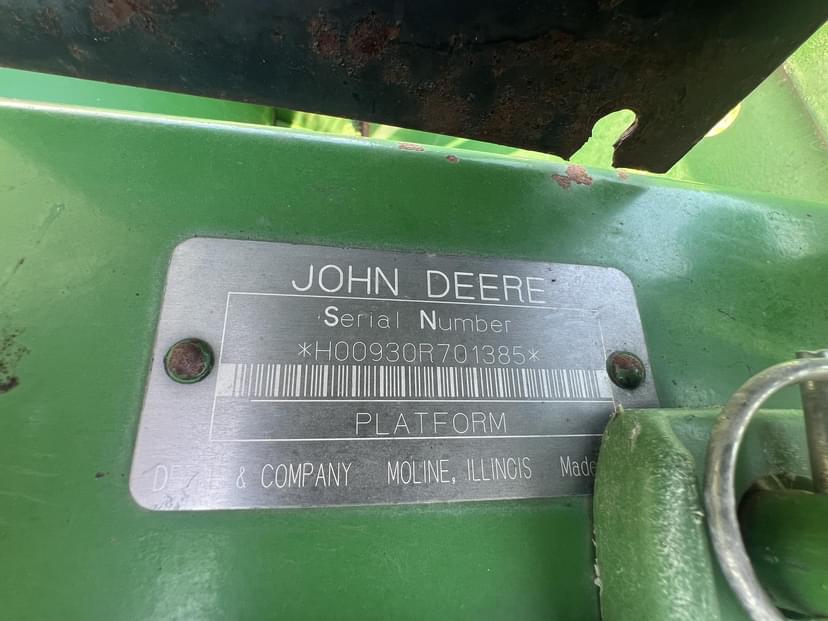 JOHN DEERE
Serial Number
*H00930R701385*
PLATFORM
& COMPANY MOLINE, ILLINOIS Made